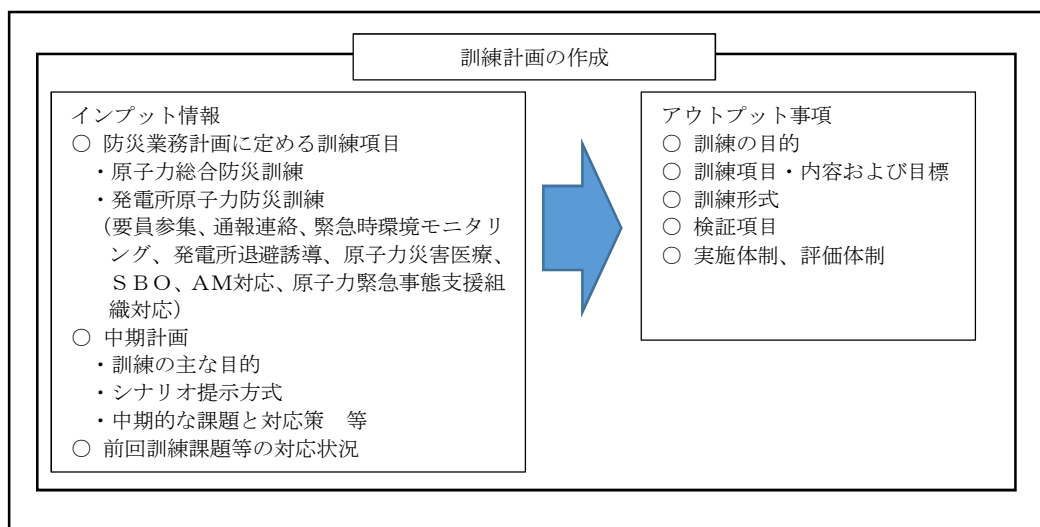 訓練計画の作成
インプット情報
○ 防災業務計画に定める訓練項目
・原子力総合防災訓練
・発電所原子力防災訓練
（要員参集、通報連絡、緊急時環境モニタリ
ング、発電所退避誘導、原子力災害医療、
ＳＢＯ、ＡＭ対応、原子力緊急事態支援組
織対応）
○ 中期計画
・訓練の主な目的
・シナリオ提示方式
・中期的な課題と対応策　等
○ 前回訓練課題等の対応状況
アウトプット事項
○ 訓練の目的
○ 訓練項目・内容および目標
○ 訓練形式
○ 検証項目
○ 実施体制、評価体制